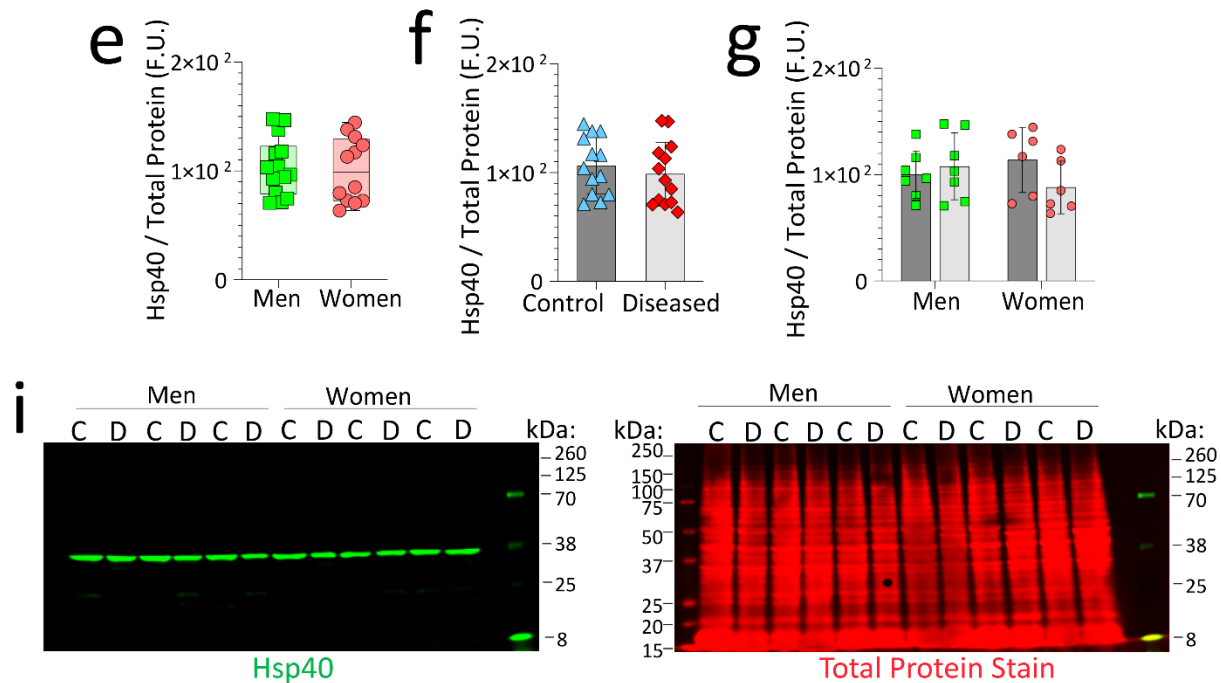 e
Hsp40 / Total Protein (F.U.)
2×10 2
1×10 2
0
Men Women
f
Hsp40 / Total Protein (F.U.)
2×10 2
1×10 2
0
Control Diseased
g
Hsp40 / Total Protein (F.U.)
2×10 2
1×10 2
0
Men Women
i
Men Women
C D C D C D C D C D C D kDa:
260
125
70
38
25
8
Hsp40
Men Women
kDa: C D C D C D C D C D C D kDa:
250
150
100
75
50
37
25
20
15
260
125
70
38
25
8
Total Protein Stain